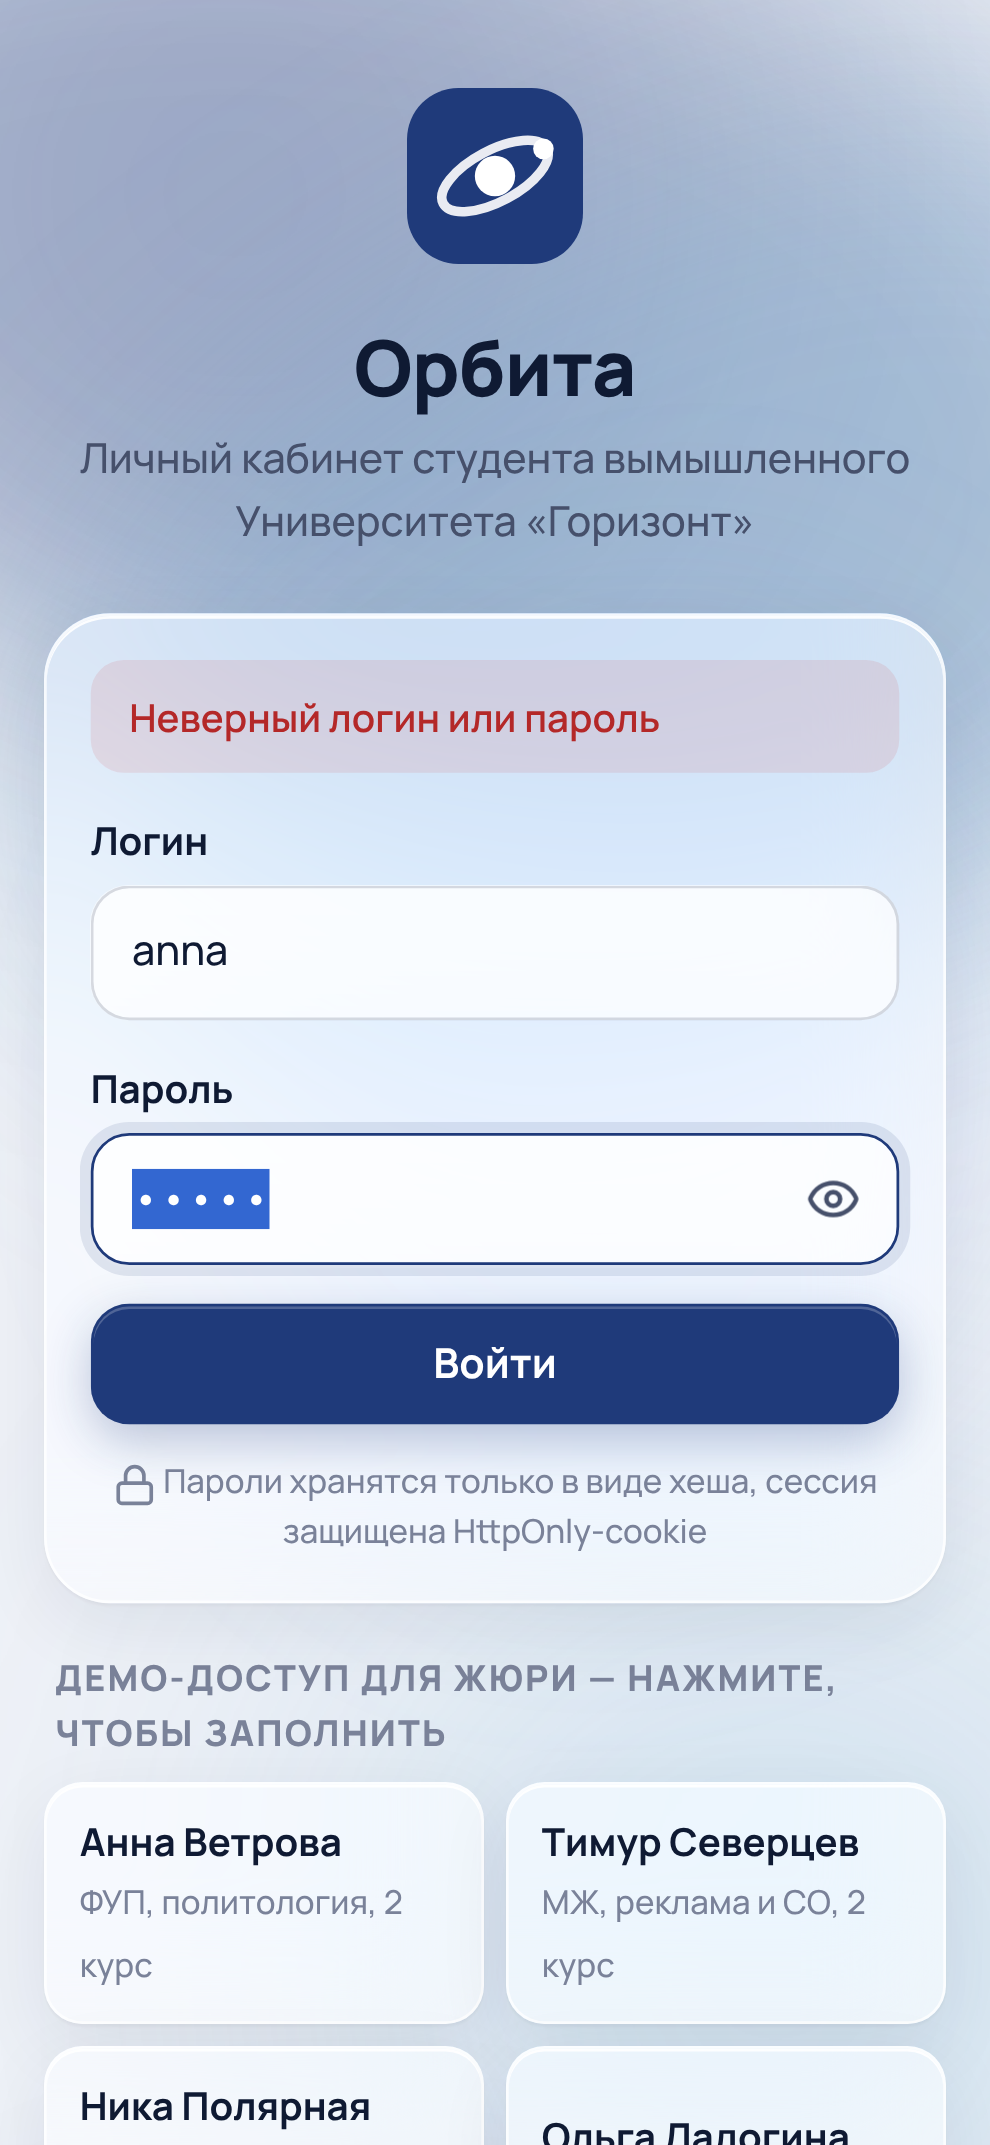 Орбита
Личный кабинет студента вымышленного
Университета «Горизонт»
Неверный логин или пароль
Логин
anna
Пароль
•••••
Войти
Пароли хранятся только в виде хеша, сессия
защищена HttpOnly-cookie
ДЕМО-ДОСТУП ДЛЯ ЖЮРИ — НАЖМИТЕ,
ЧТОБЫ ЗАПОЛНИТЬ
Анна Ветрова
ФУП, политология, 2
курс
Тимур Северцев
МЖ, реклама и СО, 2
курс
Ника Полярная
Ольга Ладогина